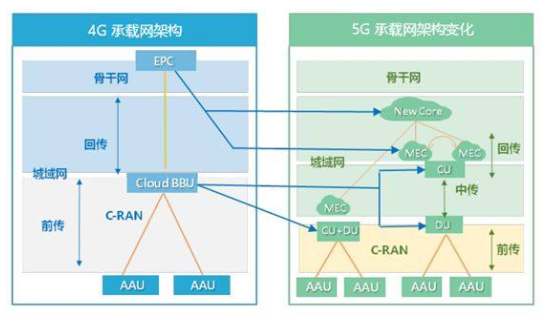 4G 承载网架构
EPC
骨干网
回传
城域网
Cloud BBU
C-RAN
前传
AAU
AAU
5G 承载网架构变化
骨干网
New Core
MEC
MEC
回传
城域网
CU
中传
MEC
CU+DU
DU
C-RAN
前传
AAU
AAU
AAU
AAU